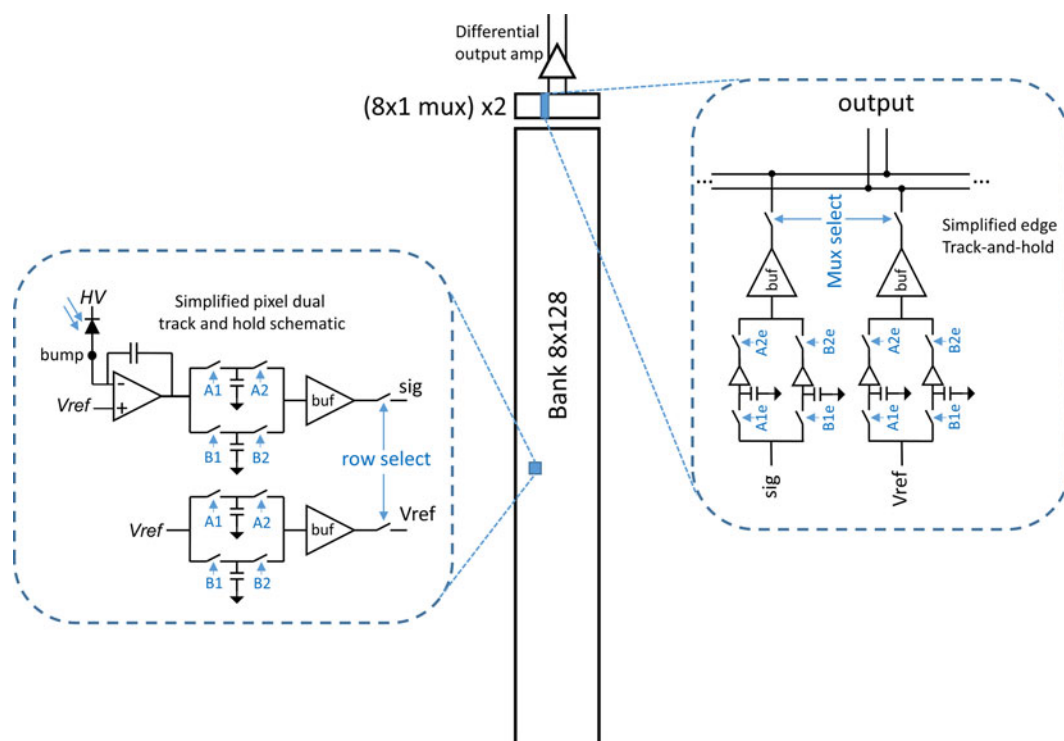 Differential
output amp
(8x1 mux) x2
Bank 8x128
HV
Simplified pixel dual
track and hold schematic
bump
Vref
-
+
A1
A2
B1
B2
buf
sig
row select
Vref
A1
A2
B1
B2
buf
Vref
output
...
...
Mux select
Simplified edge
Track-and-hold
buf
buf
A2e
B2e
A2e
B2e
A1e
B1e
A1e
B1e
sig
Vref